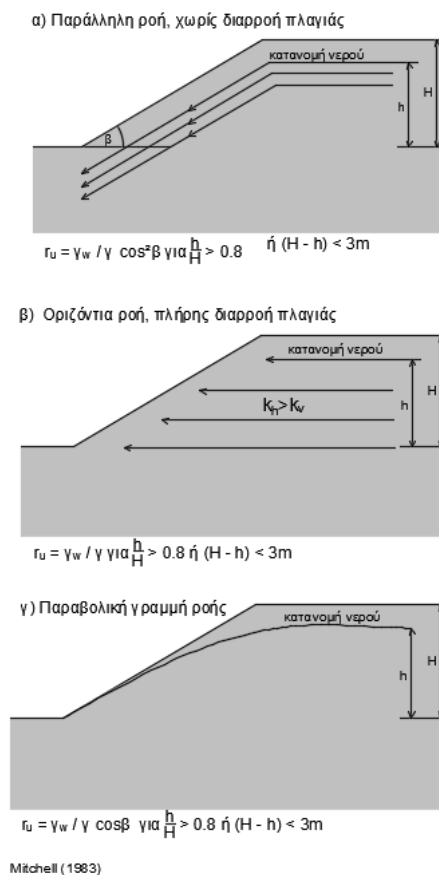 α) Παράλληλη ροή, χωρίς διαρροή πλαγιάς
κατανομή νερού
H
h
β
rᵤ = γw / γ cos²β για h/H > 0.8 ή (H - h) < 3m
β) Οριζόντια ροή, πλήρης διαρροή πλαγιάς
κατανομή νερού
H
h
kₕ>kᵥ
rᵤ = γw / γ για h/H > 0.8 ή (H - h) < 3m
γ) Παραβολική γραμμή ροής
κατανομή νερού
H
h
rᵤ = γw / γ cosβ για h/H > 0.8 ή (H - h) < 3m
Mitchell (1983)